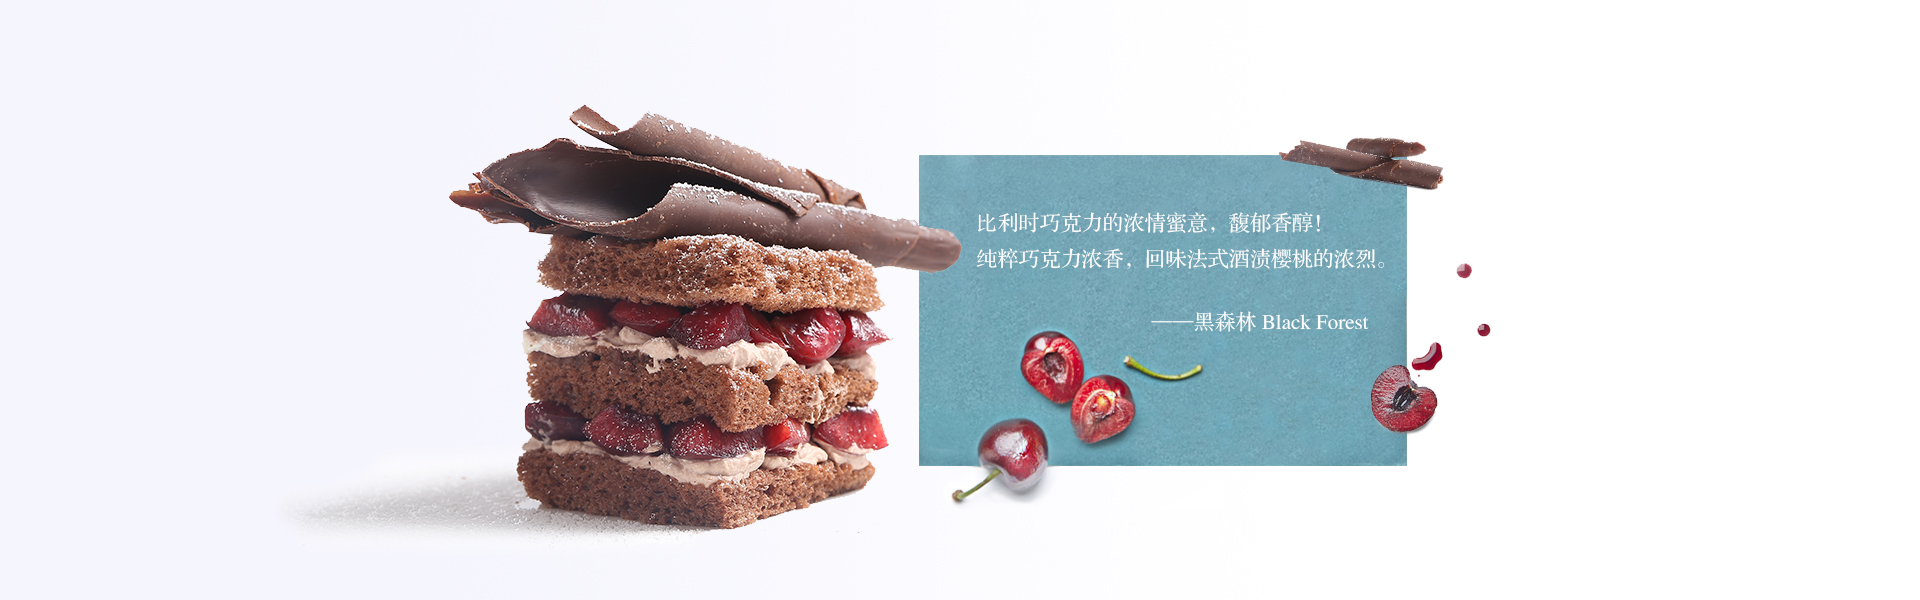 比利时巧克力的浓情蜜意，馥郁香醇！
纯粹巧克力浓香，回味法式酒渍樱桃的浓烈。
——黑森林 Black Forest